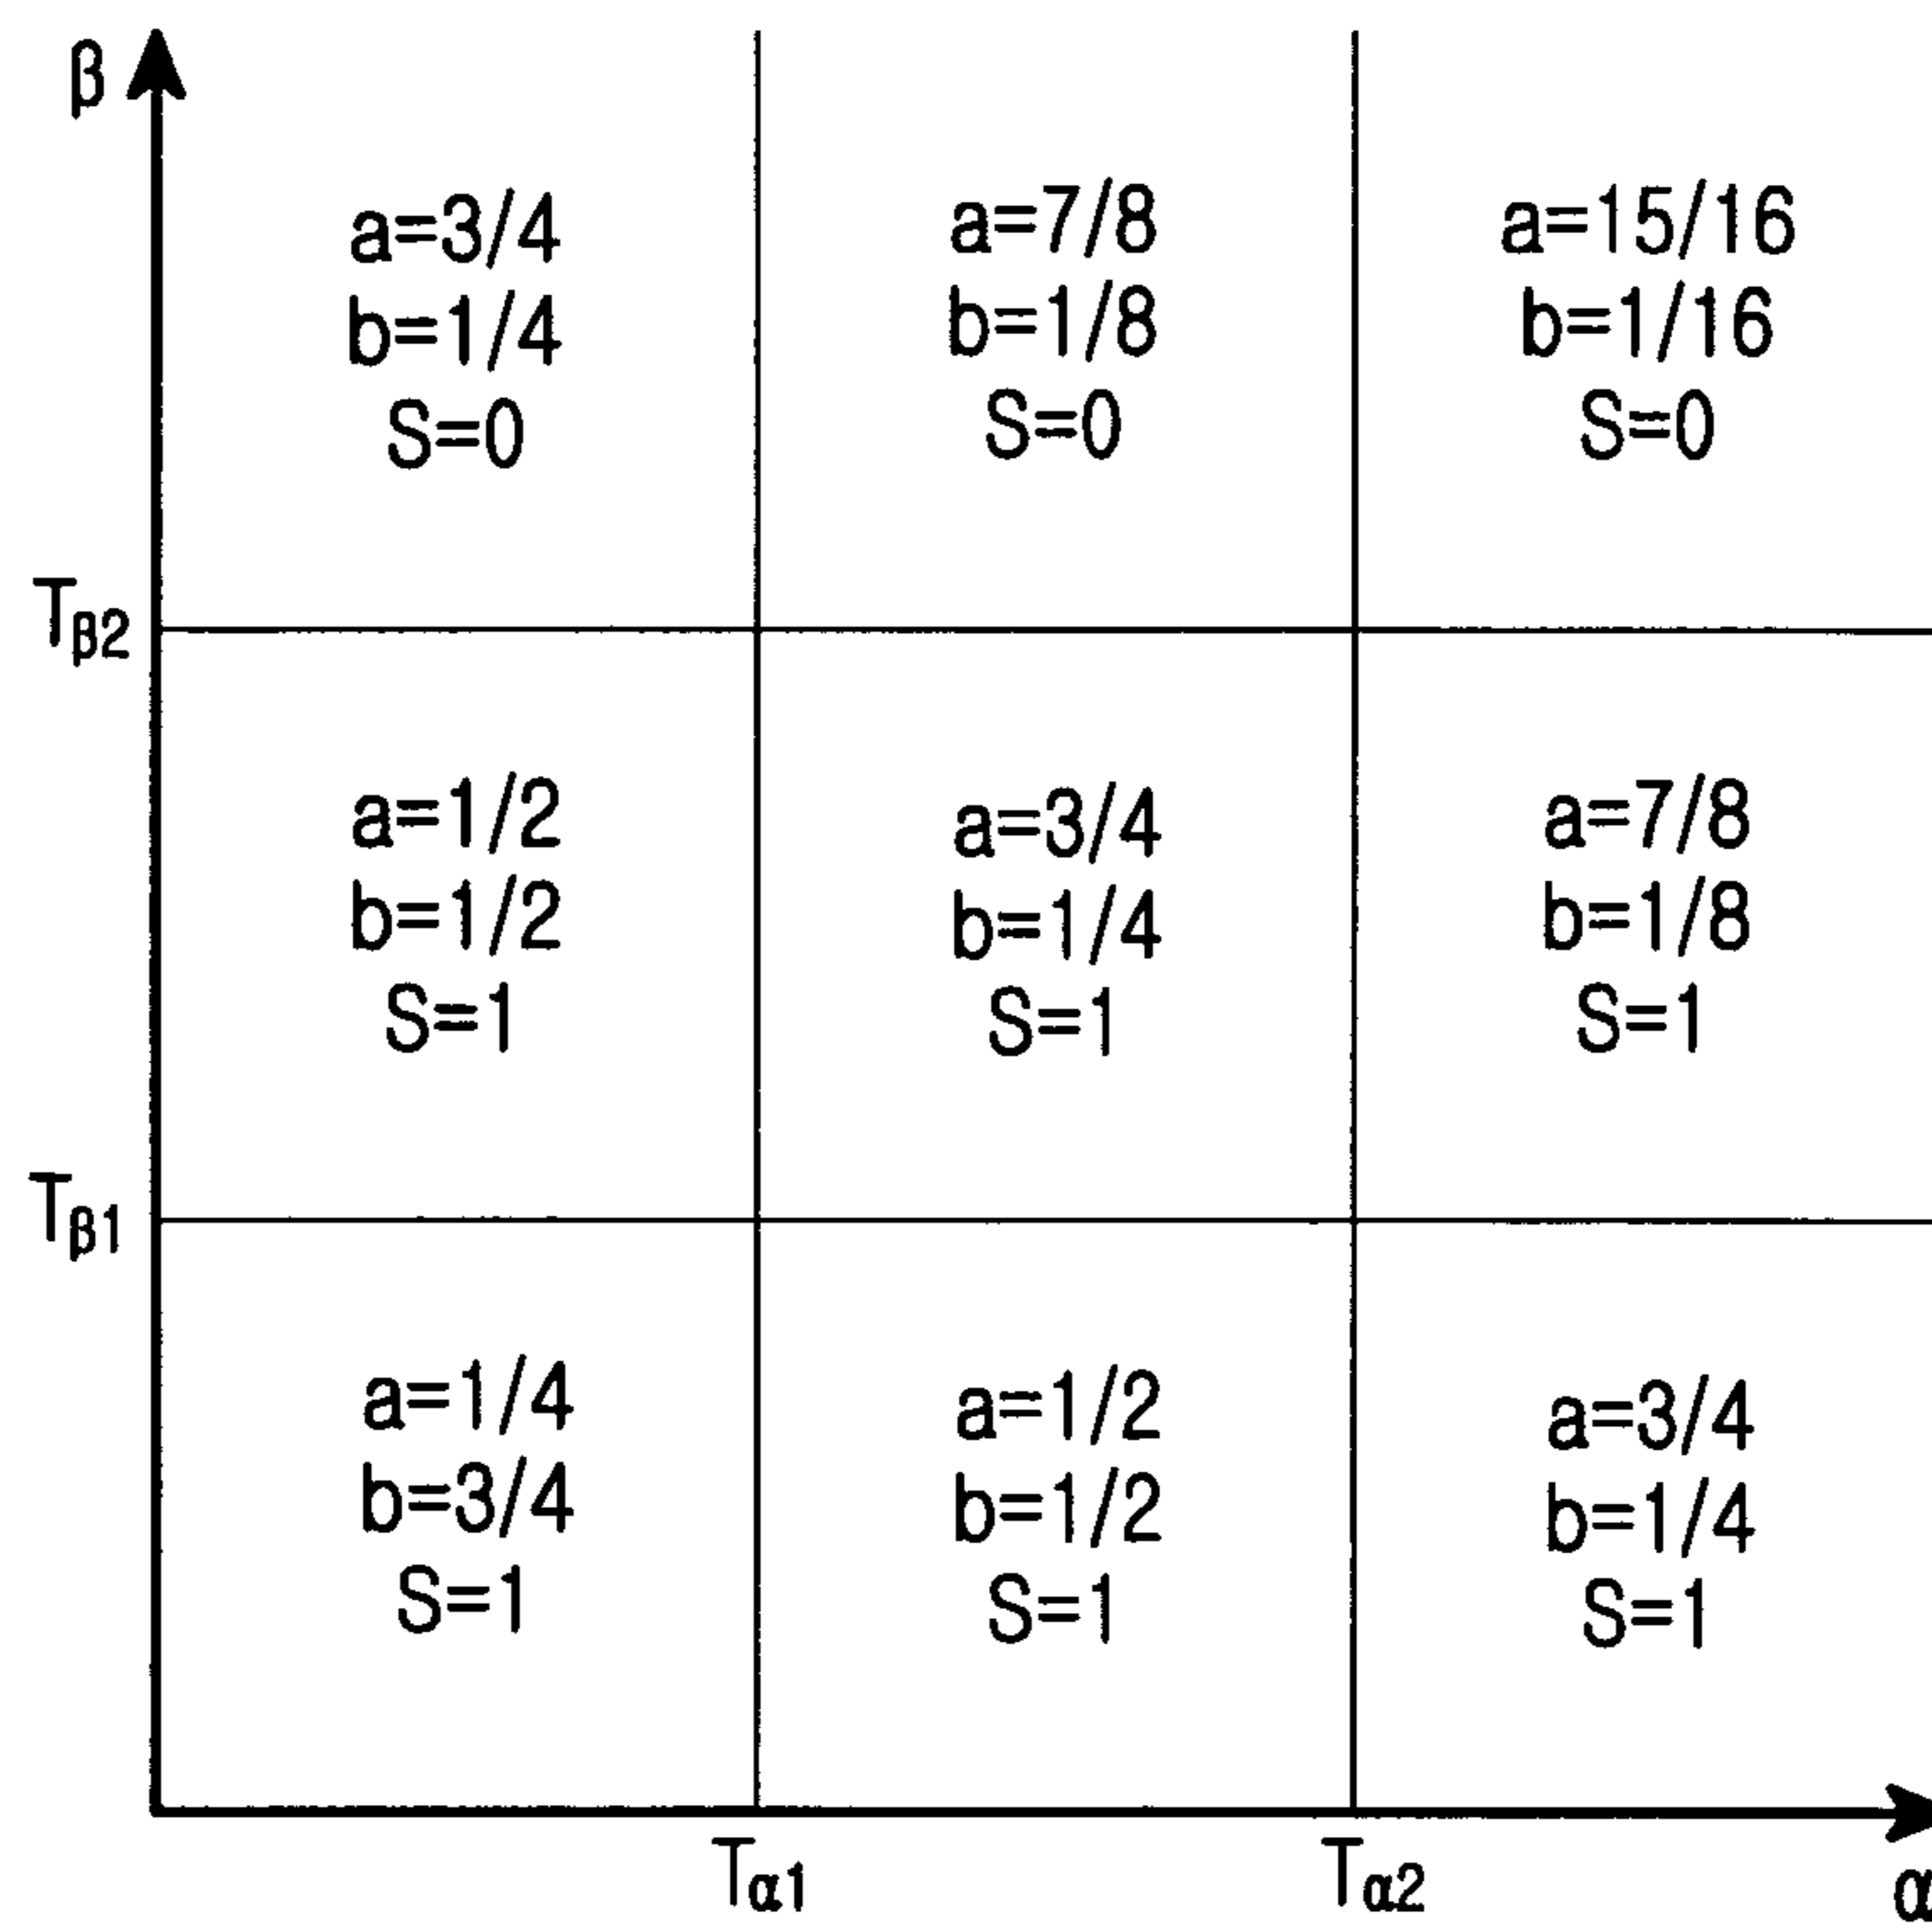 β
a=3/4
b=1/4
S=0
a=7/8
b=1/8
S=0
a=15/16
b=1/16
S=0
Tβ2
a=1/2
b=1/2
S=1
a=3/4
b=1/4
S=1
a=7/8
b=1/8
S=1
Tβ1
a=1/4
b=3/4
S=1
a=1/2
b=1/2
S=1
a=3/4
b=1/4
S=1
Tα1
Tα2
α